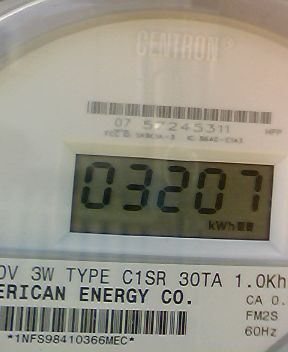 CENTRON®
07 57245311
03207
kWh
0V 3W TYPE C1SR 30TA 1.0Kh
ERICAN ENERGY CO.
CA 0.
FM2S
*1NFS98410366MEC*
60Hz